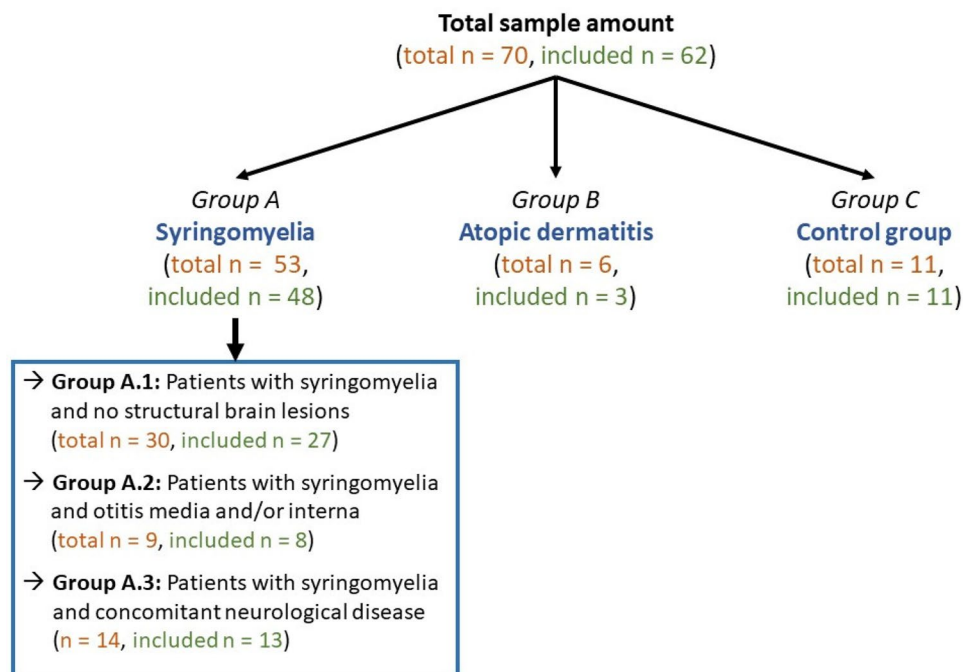 Total sample amount
(total n = 70, included n = 62)
Group A
Syringomyelia
(total n = 53,
included n = 48)
Group B
Atopic dermatitis
(total n = 6,
included n = 3)
Group C
Control group
(total n = 11,
included n = 11)
→ Group A.1: Patients with syringomyelia
and no structural brain lesions
(total n = 30, included n = 27)
→ Group A.2: Patients with syringomyelia
and otitis media and/or interna
(total n = 9, included n = 8)
→ Group A.3: Patients with syringomyelia
and concomitant neurological disease
(n = 14, included n = 13)